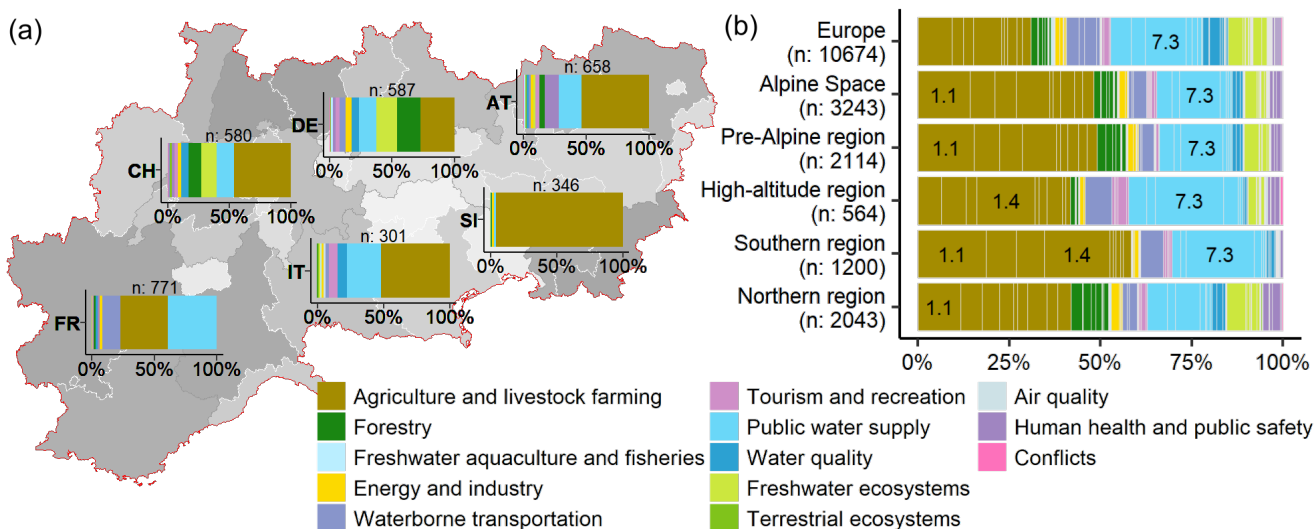 (a)
n: 658
AT
0% 50% 100%
n: 587
DE
0% 50% 100%
n: 580
CH
0% 50% 100%
n: 346
SI
0% 50% 100%
n: 301
IT
0% 50% 100%
n: 771
FR
0% 50% 100%
(b)
Europe
(n: 10674)
7.3
Alpine Space
(n: 3243)
1.1 7.3
Pre-Alpine region
(n: 2114)
1.1 7.3
High-altitude region
(n: 564)
1.4 7.3
Southern region
(n: 1200)
1.1 1.4 7.3
Northern region
(n: 2043)
1.1
0% 25% 50% 75% 100%
Agriculture and livestock farming
Forestry
Freshwater aquaculture and fisheries
Energy and industry
Waterborne transportation
Tourism and recreation
Public water supply
Water quality
Freshwater ecosystems
Terrestrial ecosystems
Air quality
Human health and public safety
Conflicts